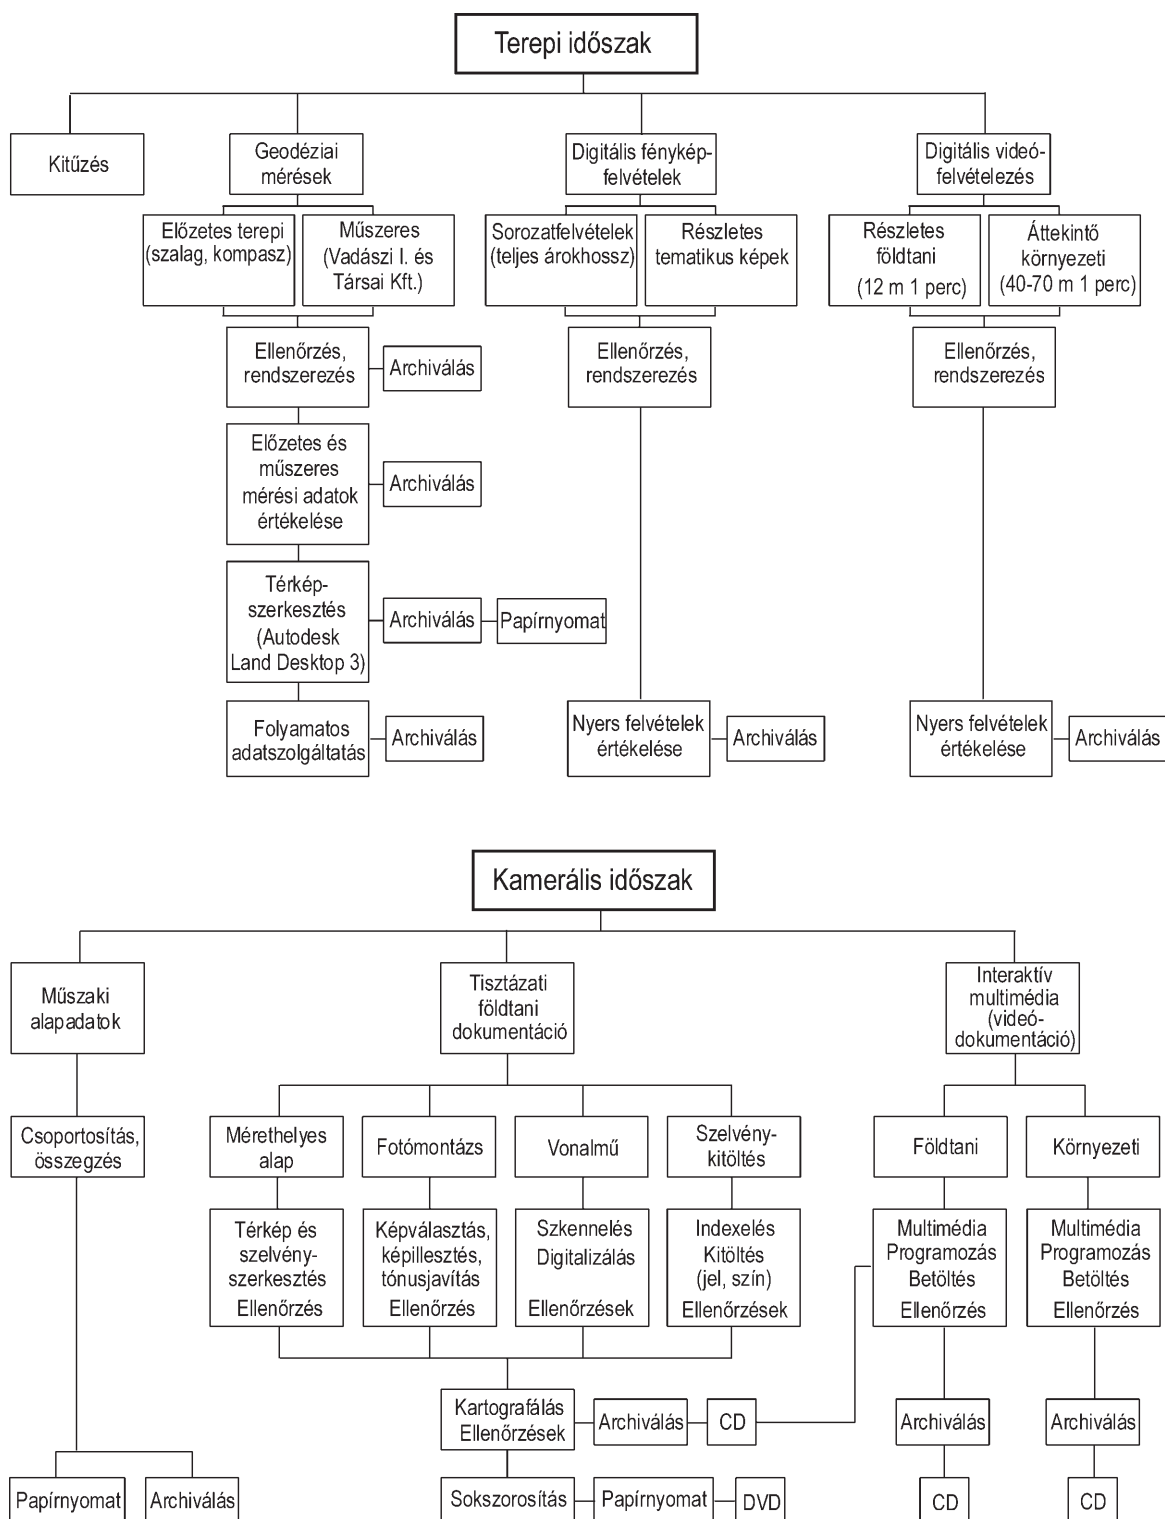 Terepi időszak
Kitűzés
Geodéziai
mérések
Digitális fénykép-
felvételek
Digitális videó-
felvételezés
Előzetes terepi
(szalag, kompasz)
Műszeres
(Vadászi I. és
Társai Kft.)
Sorozatfelvételek
(teljes árokhossz)
Részletes
tematikus képek
Részletes
földtani
(12 m 1 perc)
Áttekintő
környezeti
(40-70 m 1 perc)
Ellenőrzés,
rendszerezés
Archiválás
Ellenőrzés,
rendszerezés
Ellenőrzés,
rendszerezés
Előzetes és
műszeres
mérési adatok
értékelése
Archiválás
Térkép-
szerkesztés
(Autodesk
Land Desktop 3)
Archiválás
Papírnyomat
Folyamatos
adatszolgáltatás
Archiválás
Nyers felvételek
értékelése
Archiválás
Nyers felvételek
értékelése
Archiválás
Kamerális időszak
Műszaki
alapadatok
Tisztázati
földtani
dokumentáció
Interaktív
multimédia
(videó-
dokumentáció)
Csoportosítás,
összegzés
Mérethelyes
alap
Fotómontázs
Vonalmű
Szelvény-
kitöltés
Földtani
Környezeti
Térkép és
szelvény-
szerkesztés
Ellenőrzés
Képválasztás,
képillesztés,
tónusjavítás
Ellenőrzés
Szkennelés
Digitalizálás
Ellenőrzések
Indexelés
Kitöltés
(jel, szín)
Ellenőrzések
Multimédia
Programozás
Betöltés
Ellenőrzés
Multimédia
Programozás
Betöltés
Ellenőrzés
Kartografálás
Ellenőrzések
Archiválás
CD
Archiválás
Archiválás
Papírnyomat
Archiválás
Sokszorosítás
Papírnyomat
DVD
CD
CD